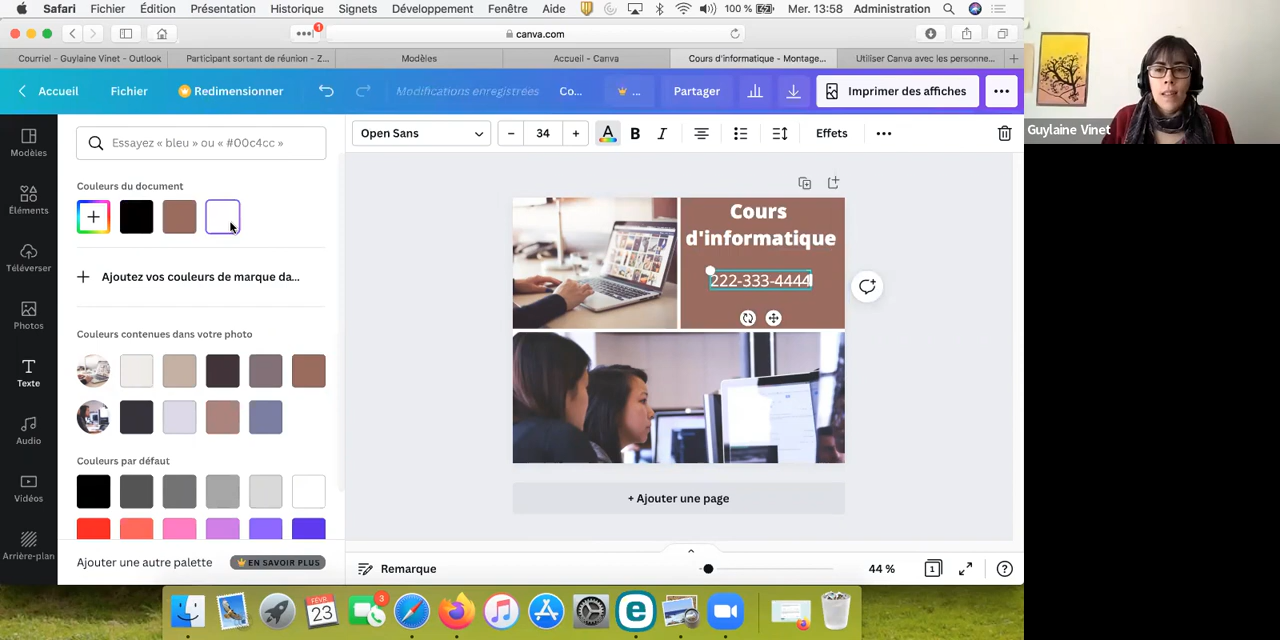 Safari Fichier Édition Présentation Historique Signets Développement Fenêtre Aide 100 % Mer. 13:58 Administration
1
canva.com
Courriel - Guylaine Vinet - Outlook Participant sortant de réunion - Z... Modèles Accueil - Canva Cours d'informatique - Montage... Utiliser Canva avec les personne...
Accueil Fichier Redimensionner Modifications enregistrées Co... ... Partager Imprimer des affiches
Modèles
Éléments
Téléverser
Photos
Texte
Audio
Vidéos
Arrière-plan
Essayez « bleu » ou « #00c4cc »
Couleurs du document
Ajoutez vos couleurs de marque da...
Couleurs contenues dans votre photo
Couleurs par défaut
Ajouter une autre palette EN SAVOIR PLUS
Open Sans – 34 + A B I Effets
Cours
d'informatique
222-333-4444
+ Ajouter une page
Remarque 44 % 1 ?
Guylaine Vinet
FÉVR.
23
3